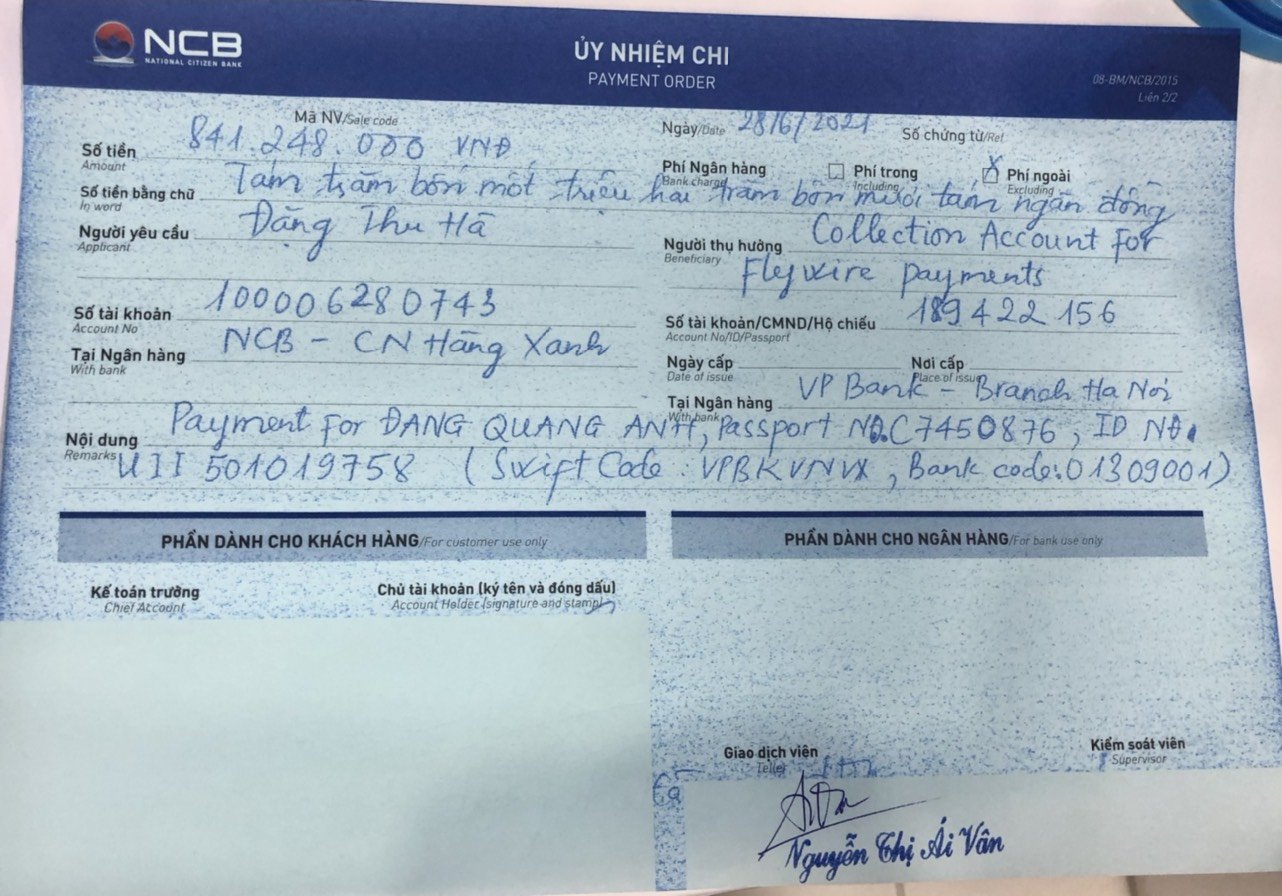 NCB
NATIONAL CITIZEN BANK
ỦY NHIỆM CHI
PAYMENT ORDER
08-BM/NCB/2015
Liên 2/2
Mã NV/Sale code
Ngày/Date 28/6/2021 Số chứng từ/Ref
Số tiền 841.248.000 VNĐ
Amount
Phí Ngân hàng Phí trong X Phí ngoài
Bank charge Including Excluding
Số tiền bằng chữ Tám trăm bốn một triệu hai trăm bốn mươi tám ngăn đồng
In word
Người yêu cầu Đặng Thu Hà
Applicant
Người thụ hưởng Collection Account For
Beneficiary Flywire payments
Số tài khoản 100006280743
Account No
Số tài khoản/CMND/Hộ chiếu 189422156
Account No/ID/Passport
Tại Ngân hàng NCB - CN Hàng Xanh
With bank
Ngày cấp Nơi cấp
Date of issue Place of issue
Tại Ngân hàng VP Bank - Branch Ha Noi
With bank
Nội dung Payment For ĐANG QUANG ANH, Passport NO.C7450876, ID NO.
Remarks UII 501019758 (Swift Code: VPBKVNVX, Bank code:01309001)
PHẦN DÀNH CHO KHÁCH HÀNG/For customer use only
PHẦN DÀNH CHO NGÂN HÀNG/For bank use only
Kế toán trưởng Chủ tài khoản (ký tên và đóng dấu)
Chief Account Account Holder (signature and stamp)
Giao dịch viên Kiểm soát viên
Teller Supervisor
Nguyễn Thị Ái Vân